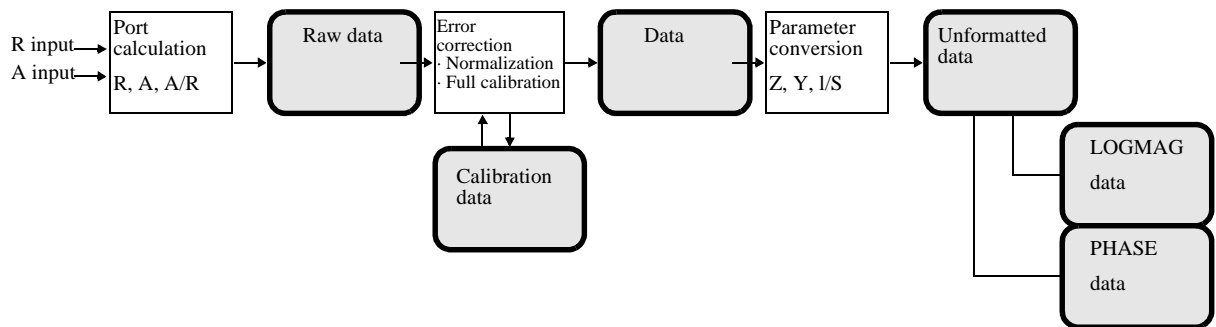 R input
A input
Port
calculation
R, A, A/R
Raw data
Error
correction
· Normalization
· Full calibration
Calibration
data
Data
Parameter
conversion
Z, Y, l/S
Unformatted
data
LOGMAG
data
PHASE
data